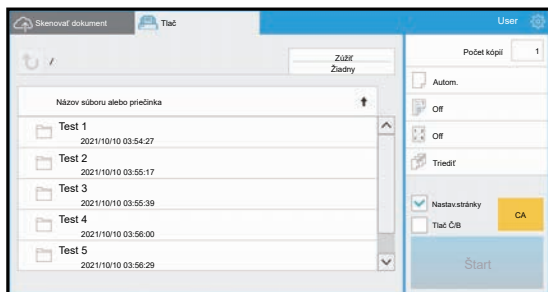 Skenovať dokument
Tlač
User
/
Zúžiť
Žiadny
Počet kópií 1
Názov súboru alebo priečinka
Autom.
Test 1
2021/10/10 03:54:27
Off
Test 2
2021/10/10 03:55:17
Off
Test 3
2021/10/10 03:55:39
Triediť
Test 4
2021/10/10 03:56:00
Nastav.stránky
CA
Tlač Č/B
Test 5
2021/10/10 03:56:29
Štart